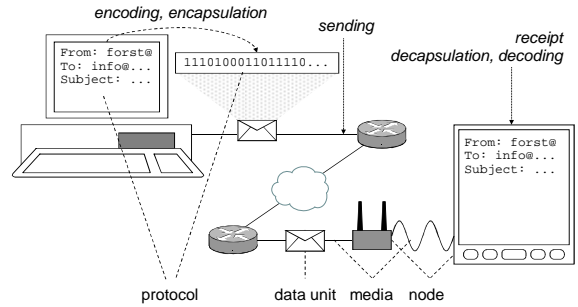 encoding, encapsulation
sending
receipt
decapsulation, decoding
From: forst@
To: info@...
Subject: ...
1110100011011110...
From: forst@
To: info@...
Subject: ...
protocol
data unit
media
node